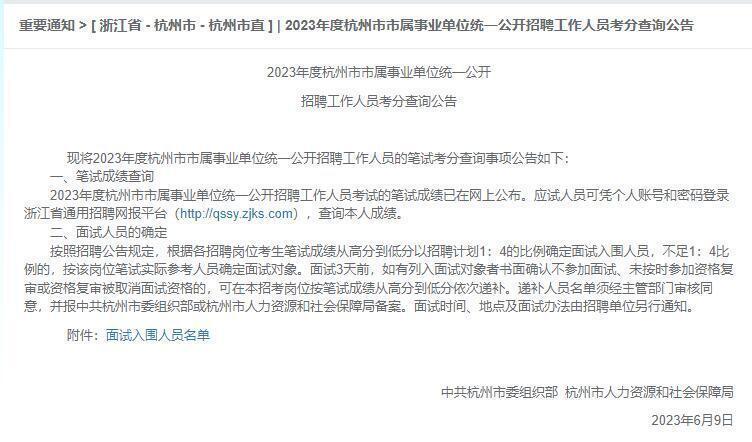 重要通知 > [ 浙江省 - 杭州市 - 杭州市直 ] | 2023年度杭州市市属事业单位统一公开招聘工作人员考分查询公告
2023年度杭州市市属事业单位统一公开
招聘工作人员考分查询公告
现将2023年度杭州市市属事业单位统一公开招聘工作人员的笔试考分查询事项公告如下：
一、笔试成绩查询
2023年度杭州市市属事业单位统一公开招聘工作人员考试的笔试成绩已在网上公布。应试人员可凭个人账号和密码登录
浙江省通用招聘网报平台（http://qssy.zjks.com），查询本人成绩。
二、面试人员的确定
按照招聘公告规定，根据各招聘岗位考生笔试成绩从高分到低分以招聘计划1：4的比例确定面试入围人员，不足1：4比
例的，按该岗位笔试实际参考人员确定面试对象。面试3天前，如有列入面试对象者书面确认不参加面试、未按时参加资格复
审或资格复审被取消面试资格的，可在本招考岗位按笔试成绩从高分到低分依次递补。递补人员名单须经主管部门审核同
意，并报中共杭州市委组织部或杭州市人力资源和社会保障局备案。面试时间、地点及面试办法由招聘单位另行通知。
附件：面试入围人员名单
中共杭州市委组织部 杭州市人力资源和社会保障局
2023年6月9日